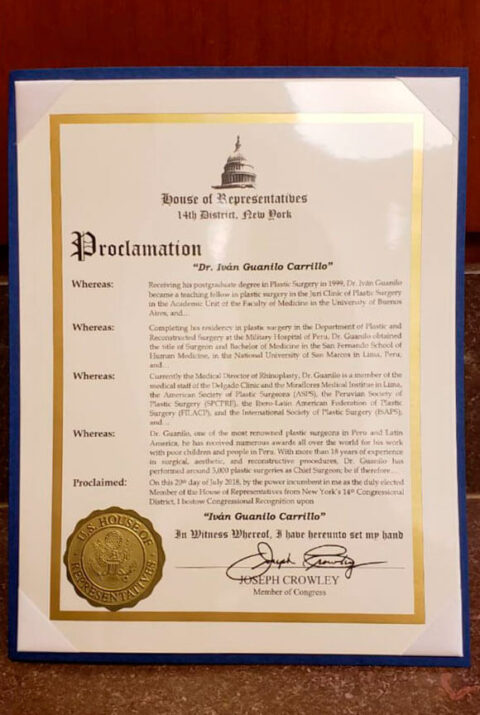 House of Representatives
14th District, New York
Proclamation
"Dr. Iván Guanilo Carrillo"
Whereas: Receiving his postgraduate degree in Plastic Surgery in 1999, Dr. Iván Guanilo
became a teaching fellow in plastic surgery in the Juri Clinic of Plastic Surgery
in the Academic Unit of the Faculty of Medicine in the University of Buenos
Aires, and...
Whereas: Completing his residency in plastic surgery in the Department of Plastic and
Reconstructed Surgery at the Military Hospital of Peru, Dr. Guanilo obtained
the title of Surgeon and Bachelor of Medicine in the San Fernando School of
Human Medicine, in the National University of San Marcos in Lima, Peru,
and...
Whereas: Currently the Medical Director of Rhinoplasty, Dr. Guanilo is a member of the
medical staff of the Delgado Clinic and the Miraflores Medical Institue in Lima,
the American Society of Plastic Surgeons (ASPS), the Peruvian Society of
Plastic Surgery (SPCPRE), the Ibero-Latin American Federation of Plastic
Surgery (FILACP), and the International Society of Plastic Surgery (ISAPS),
and...
Whereas: Dr. Guanilo, one of the most renowned plastic surgeons in Peru and Latin
America, he has received numerous awards all over the world for his work
with poor children and people in Peru. With more than 18 years of experience
in surgical, aesthetic, and reconstructive procedures, Dr. Guanilo has
performed around 3,000 plastic surgeries as Chief Surgeon; be if therefore...
Proclaimed: On this 20th day of July 2018, by the power incumbent in me as the duly elected
Member of the House of Representatives from New York's 14th Congressional
District, I bestow Congressional Recognition upon
"Iván Guanilo Carrillo"
In Witness Whereof, I have hereunto set my hand
Joseph Crowley
JOSEPH CROWLEY
Member of Congress
U.S. HOUSE OF
REPRESENTATIVES